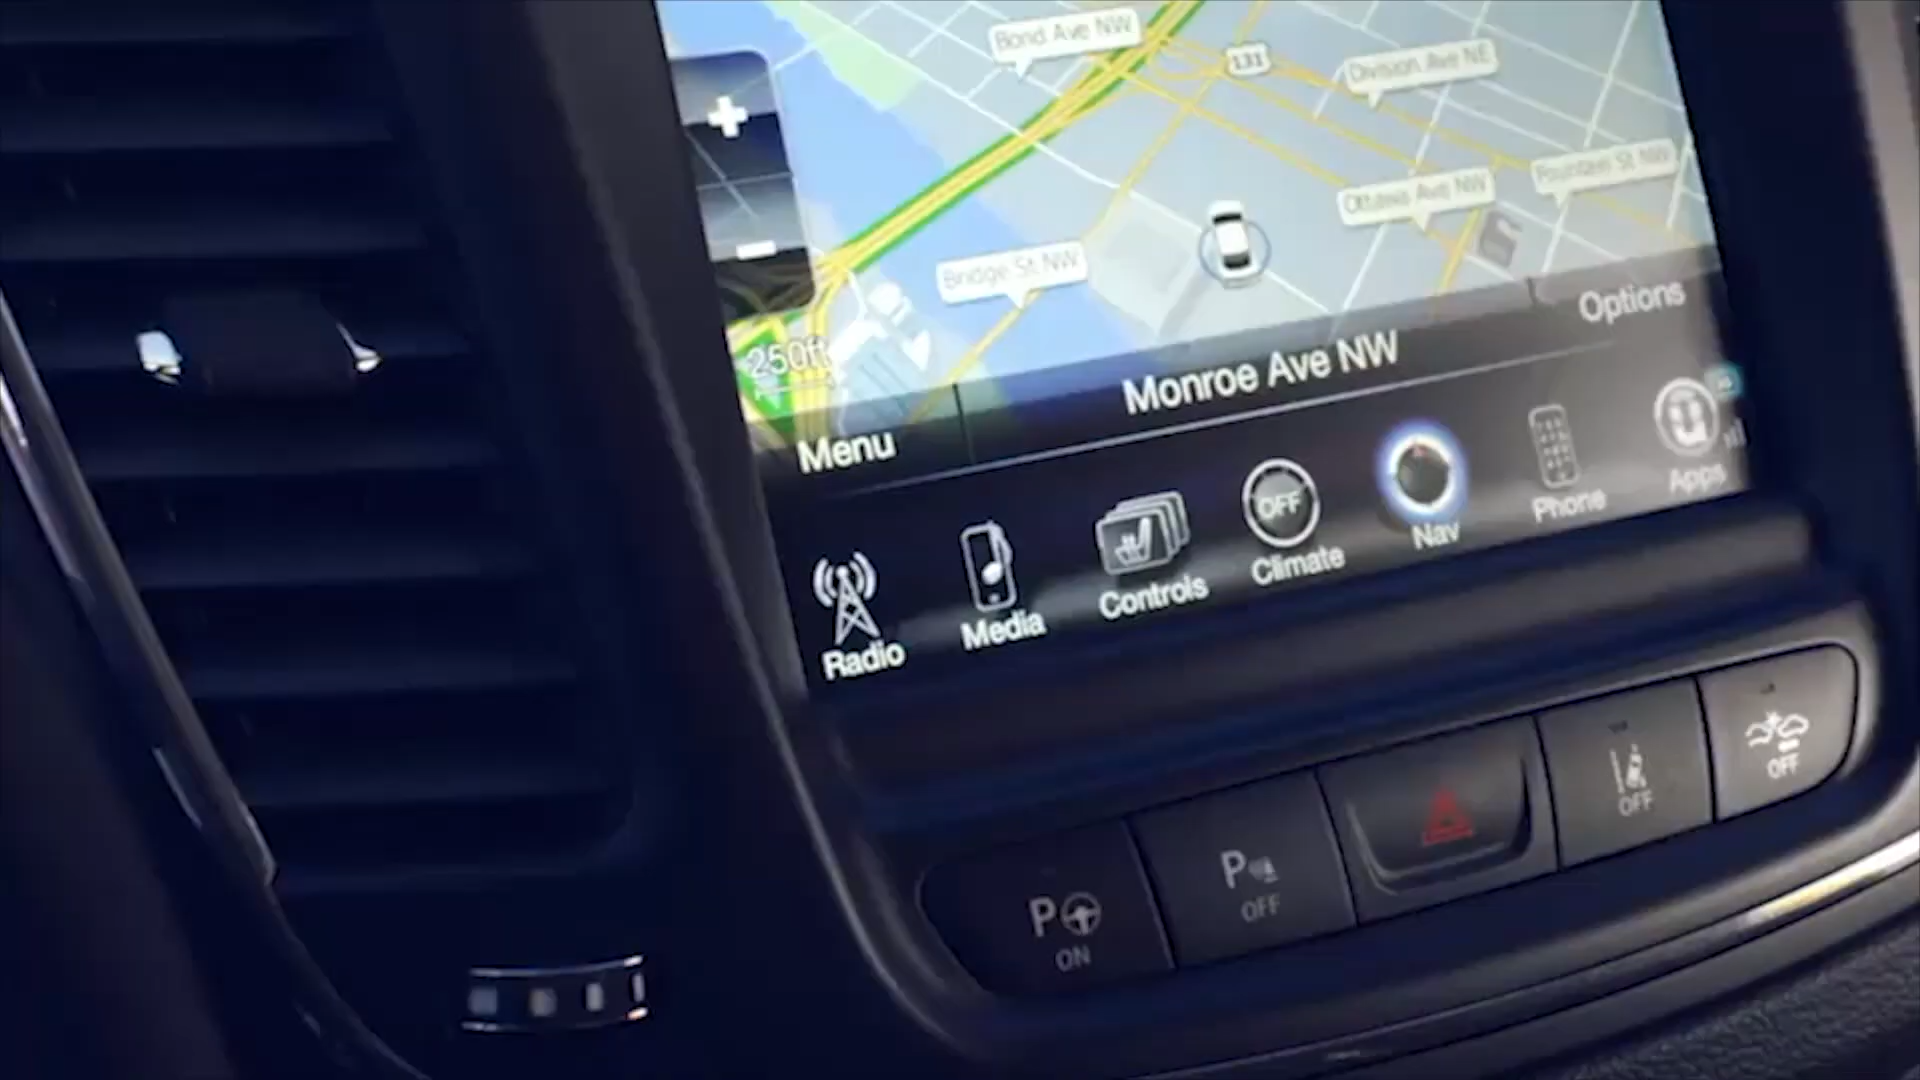 Bond Ave NW
131
Division Ave NE
Fountain St NW
Ottawa Ave NW
Bridge St NW
250ft
Menu
Monroe Ave NW
Options
Radio
Media
Controls
OFF
Climate
Nav
Phone
Apps
P
ON
P
OFF
OFF
OFF